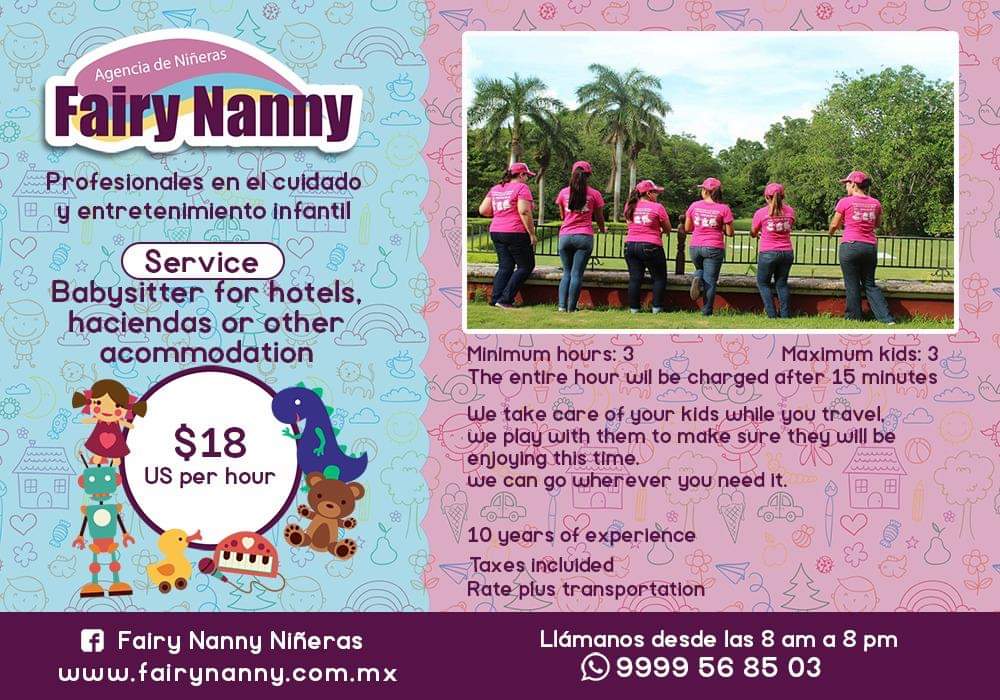 Agencia de Niñeras
Fairy Nanny
Profesionales en el cuidado
y entretenimiento infantil
Service
Babysitter for hotels,
haciendas or other
acommodation
$18
US per hour
Minimum hours: 3 Maximum kids: 3
The entire hour wil be charged after 15 minutes
We take care of your kids while you travel,
we play with them to make sure they will be
enjoying this time.
we can go wherever you need it.
10 years of experience
Taxes incluided
Rate plus transportation
Fairy Nanny Niñeras
www.fairynanny.com.mx
Llámanos desde las 8 am a 8 pm
9999 56 85 03